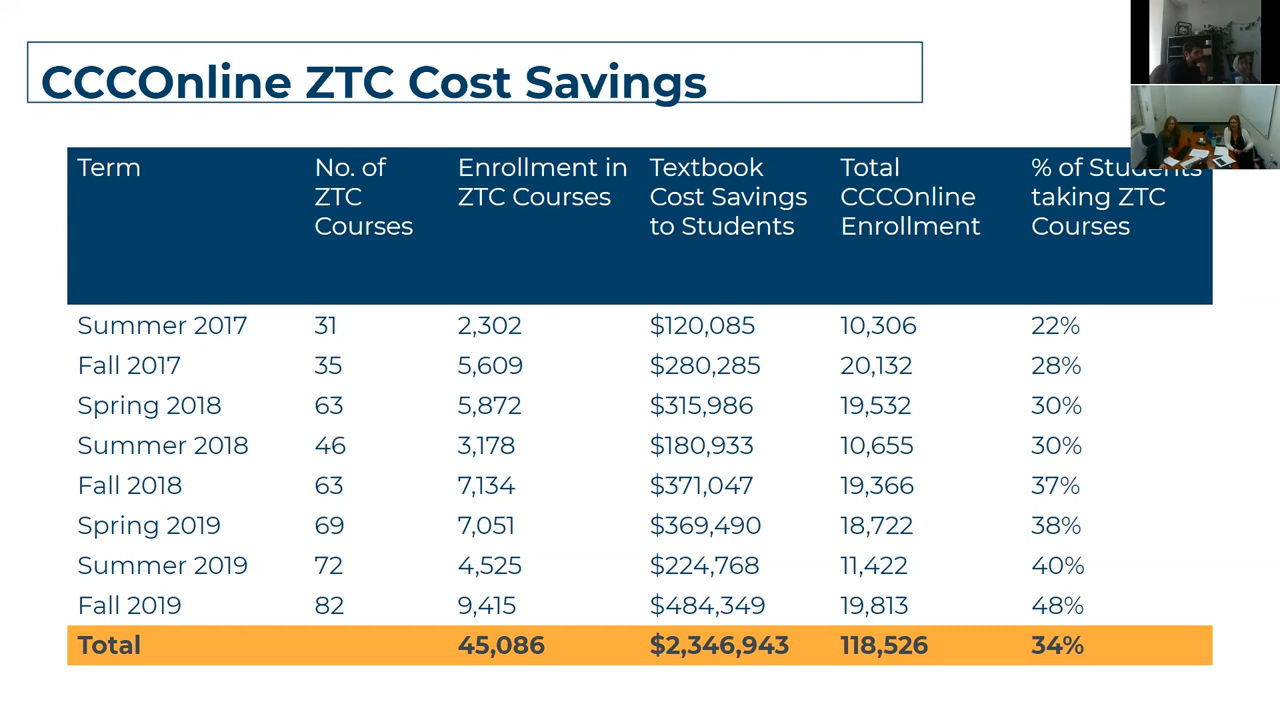 CCCOnline ZTC Cost Savings
Term No. of ZTC Courses Enrollment in ZTC Courses Textbook Cost Savings to Students Total CCCOnline Enrollment % of Students taking ZTC Courses
Summer 2017 31 2,302 $120,085 10,306 22%
Fall 2017 35 5,609 $280,285 20,132 28%
Spring 2018 63 5,872 $315,986 19,532 30%
Summer 2018 46 3,178 $180,933 10,655 30%
Fall 2018 63 7,134 $371,047 19,366 37%
Spring 2019 69 7,051 $369,490 18,722 38%
Summer 2019 72 4,525 $224,768 11,422 40%
Fall 2019 82 9,415 $484,349 19,813 48%
Total 45,086 $2,346,943 118,526 34%